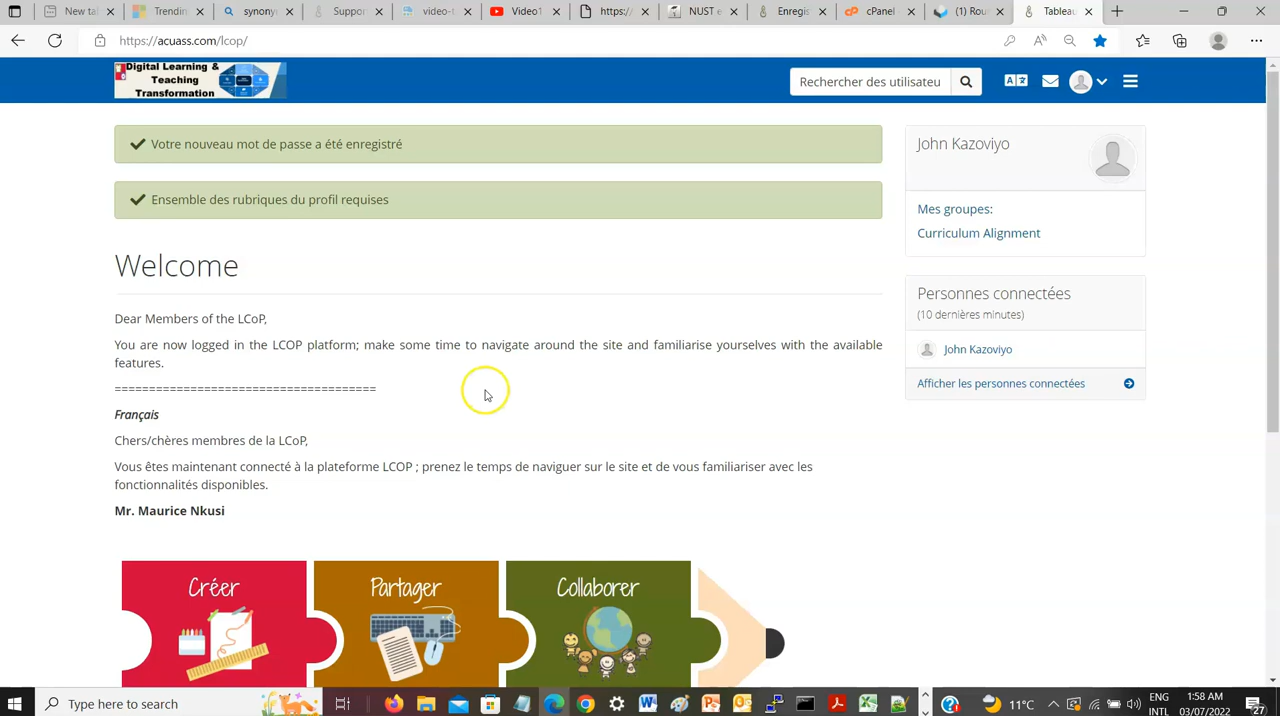 New tal
Trendin
synony
Suppor
video-t
VideoT
https:/
NUST e
Enregis
cPanel
(1) Rou
Tableau
https://acuass.com/lcop/
Digital Learning &
Teaching
Transformation
Rechercher des utilisateu
Votre nouveau mot de passe a été enregistré
Ensemble des rubriques du profil requises
Welcome
Dear Members of the LCoP,
You are now logged in the LCOP platform; make some time to navigate around the site and familiarise yourselves with the available
features.
======================================
Français
Chers/chères membres de la LCoP,
Vous êtes maintenant connecté à la plateforme LCOP ; prenez le temps de naviguer sur le site et de vous familiariser avec les
fonctionnalités disponibles.
Mr. Maurice Nkusi
Créer
Partager
Collaborer
John Kazoviyo
Mes groupes:
Curriculum Alignment
Personnes connectées
(10 dernières minutes)
John Kazoviyo
Afficher les personnes connectées
Type here to search
11°C
ENG
INTL
1:58 AM
03/07/2022
27